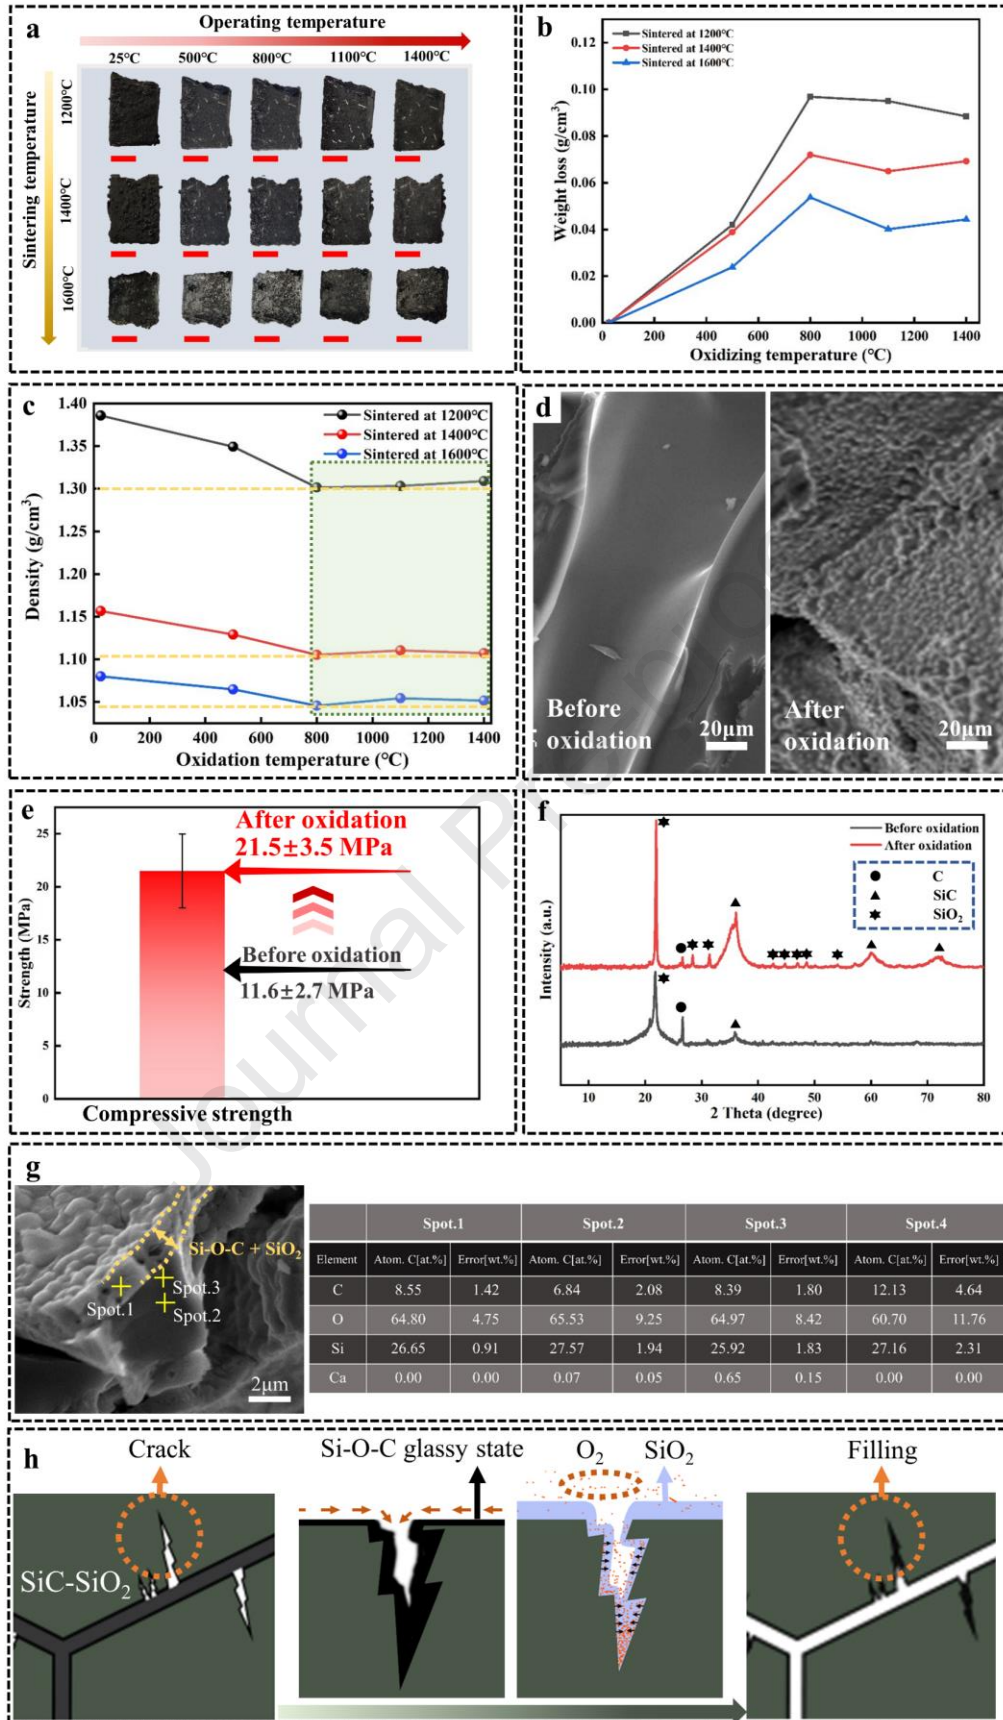 a
Operating temperature
25℃ 500℃ 800℃ 1100℃ 1400℃
Sintering temperature
1200℃
1400℃
1600℃
b
Sintered at 1200℃
Sintered at 1400℃
Sintered at 1600℃
Weight loss (g/cm³)
0.12
0.10
0.08
0.06
0.04
0.02
0.00
0 200 400 600 800 1000 1200 1400
Oxidizing temperature (℃)
c
Sintered at 1200℃
Sintered at 1400℃
Sintered at 1600℃
Density (g/cm³)
1.40
1.35
1.30
1.25
1.20
1.15
1.10
1.05
0 200 400 600 800 1000 1200 1400
Oxidation temperature (℃)
d
Before
oxidation
20μm
After
oxidation
20μm
e
After oxidation
21.5±3.5 MPa
Before oxidation
11.6±2.7 MPa
Strength (MPa)
25
20
15
10
5
0
Compressive strength
f
Before oxidation
After oxidation
C
SiC
SiO₂
Intensity (a.u.)
10 20 30 40 50 60 70 80
2 Theta (degree)
g
Si-O-C + SiO₂
Spot.1
Spot.3
Spot.2
2μm
Spot.1 Spot.2 Spot.3 Spot.4
Element Atom. C[at.%] Error[wt.%] Atom. C[at.%] Error[wt.%] Atom. C[at.%] Error[wt.%] Atom. C[at.%] Error[wt.%]
C 8.55 1.42 6.84 2.08 8.39 1.80 12.13 4.64
O 64.80 4.75 65.53 9.25 64.97 8.42 60.70 11.76
Si 26.65 0.91 27.57 1.94 25.92 1.83 27.16 2.31
Ca 0.00 0.00 0.07 0.05 0.65 0.15 0.00 0.00
h
Crack
Si-O-C glassy state
O₂
SiO₂
Filling
SiC-SiO₂